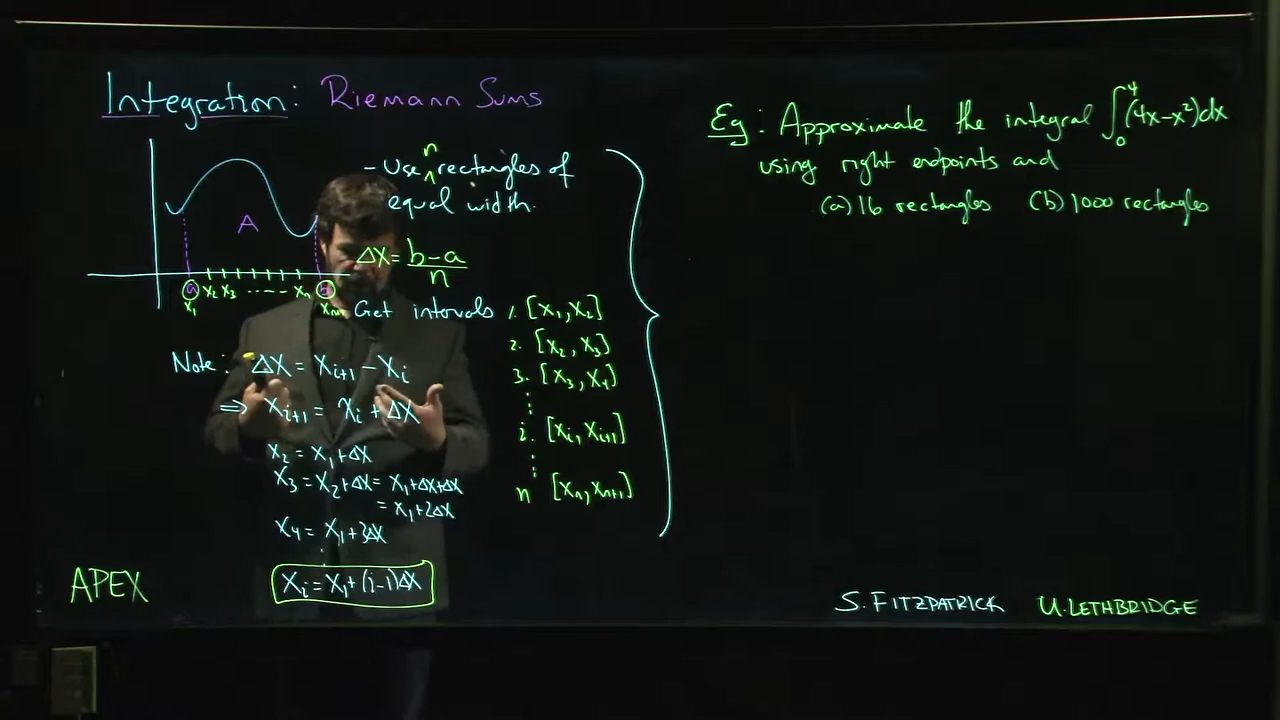 Integration: Riemann Sums
A
a x₂ x₃ ..... xₙ b
x₁ xₙ₊₁
- Use n rectangles of
equal width.
Δx = (b-a)/n
Get intervals 1. [x₁, x₂]
2. [x₂, x₃]
3. [x₃, x₄]
⋮
i. [xᵢ, xᵢ₊₁]
⋮
n [xₙ, xₙ₊₁]
Note: Δx = xᵢ₊₁ - xᵢ
⇒ xᵢ₊₁ = xᵢ + Δx
x₂ = x₁ + Δx
x₃ = x₂ + Δx = x₁ + Δx + Δx
= x₁ + 2Δx
x₄ = x₁ + 3Δx
⋮
xᵢ = x₁ + (i-1)Δx
APEX
Eg: Approximate the integral ∫₀⁴ (4x-x²)dx
using right endpoints and
(a) 16 rectangles (b) 1000 rectangles
S. FITZPATRICK U. LETHBRIDGE